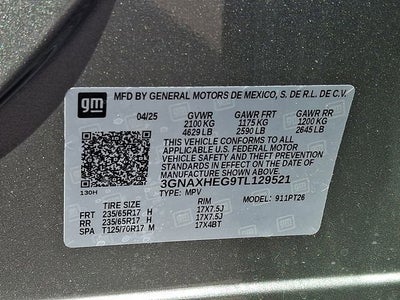 gm
MFD BY GENERAL MOTORS DE MEXICO, S. DE R.L. DE C.V.
04/25 GVWR GAWR FRT GAWR RR
2100 KG 1175 KG 1200 KG
4629 LB 2590 LB 2645 LB
THIS VEHICLE CONFORMS TO ALL APPLICABLE
U.S. FEDERAL MOTOR
VEHICLE SAFETY AND THEFT PREVENTION
STANDARDS IN EFFECT ON THE DATE OF
MANUFACTURE SHOWN ABOVE.
3GNAXHEG9TL129521
TYPE: MPV
130H
TIRE SIZE RIM MODEL: 911PT26
FRT 235/65R17 H 17X7.5J
RR 235/65R17 H 17X7.5J
SPA T125/70R17 M 17X4BT